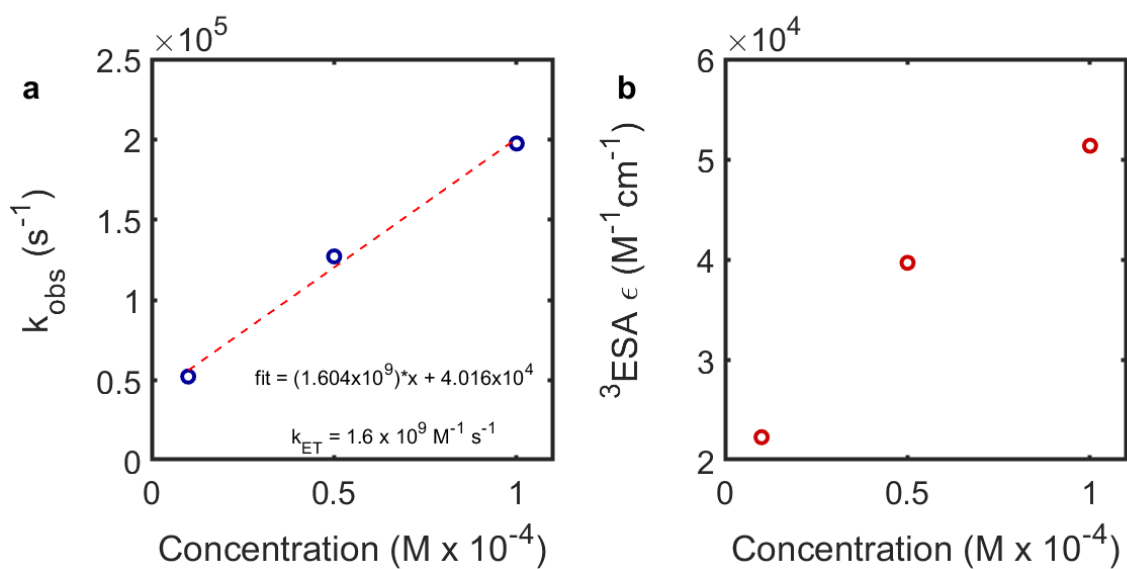 a
×10⁵
2.5
2
1.5
1
0.5
0
k_obs (s⁻¹)
fit = (1.604x10⁹)*x + 4.016x10⁴
k_ET = 1.6 x 10⁹ M⁻¹ s⁻¹
0
0.5
1
Concentration (M x 10⁻⁴)
b
×10⁴
6
5
4
3
2
³ESA ϵ (M⁻¹cm⁻¹)
0
0.5
1
Concentration (M x 10⁻⁴)